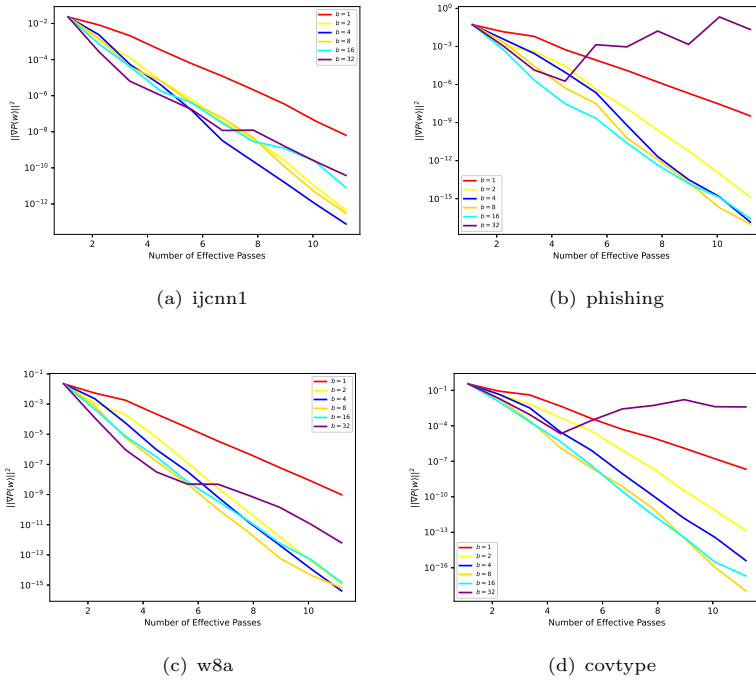 10⁻²
10⁻⁴
10⁻⁶
10⁻⁸
10⁻¹⁰
10⁻¹²
||∇P(w)||²
2
4
6
8
10
Number of Effective Passes
b = 1
b = 2
b = 4
b = 8
b = 16
b = 32
(a) ijcnn1
10⁰
10⁻³
10⁻⁶
10⁻⁹
10⁻¹²
10⁻¹⁵
||∇P(w)||²
2
4
6
8
10
Number of Effective Passes
b = 1
b = 2
b = 4
b = 8
b = 16
b = 32
(b) phishing
10⁻¹
10⁻³
10⁻⁵
10⁻⁷
10⁻⁹
10⁻¹¹
10⁻¹³
10⁻¹⁵
||∇P(w)||²
2
4
6
8
10
Number of Effective Passes
b = 1
b = 2
b = 4
b = 8
b = 16
b = 32
(c) w8a
10⁻¹
10⁻⁴
10⁻⁷
10⁻¹⁰
10⁻¹³
10⁻¹⁶
||∇P(w)||²
2
4
6
8
10
Number of Effective Passes
b = 1
b = 2
b = 4
b = 8
b = 16
b = 32
(d) covtype